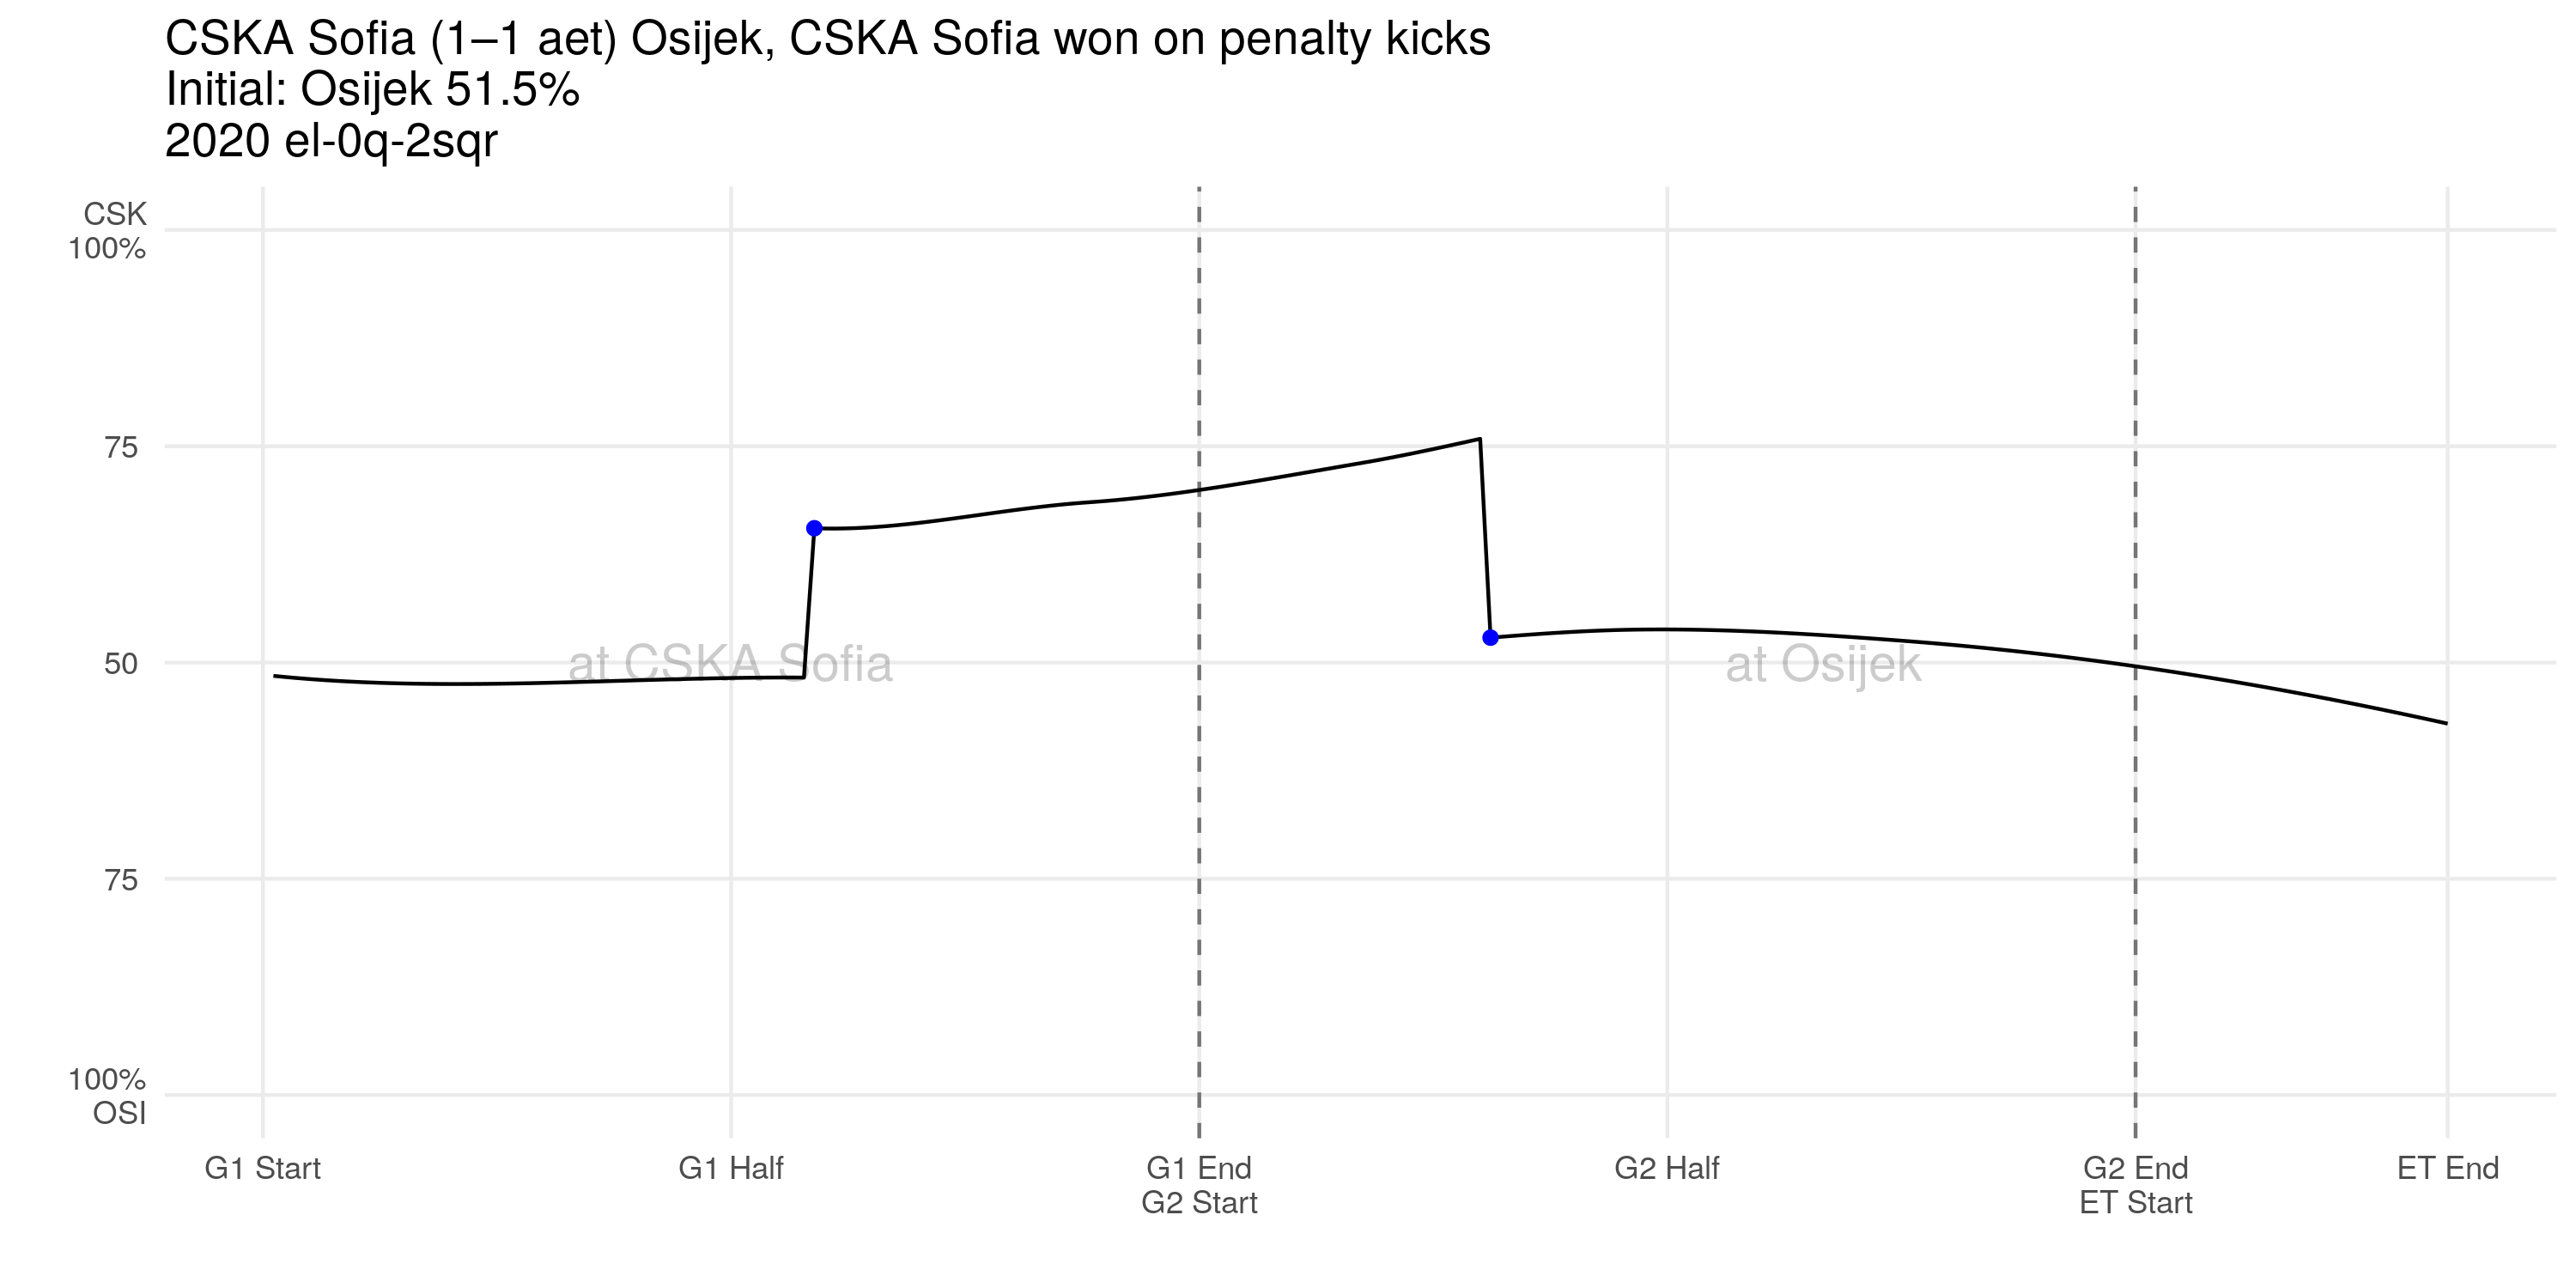 CSKA Sofia (1–1 aet) Osijek, CSKA Sofia won on penalty kicks
Initial: Osijek 51.5%
2020 el-0q-2sqr
CSK
100%
75
50
75
100%
OSI
at CSKA Sofia
at Osijek
G1 Start
G1 Half
G1 End
G2 Start
G2 Half
G2 End
ET Start
ET End